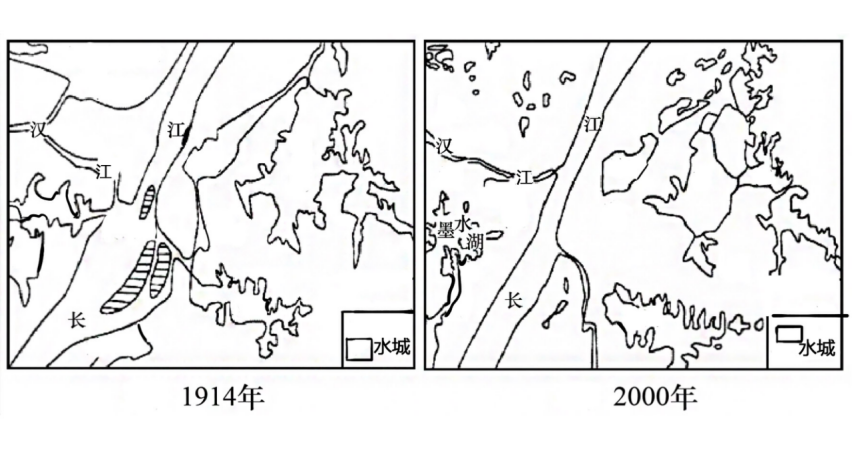 汉
江
江
长
水城
1914年
汉
江
江
墨水湖
长
水城
2000年